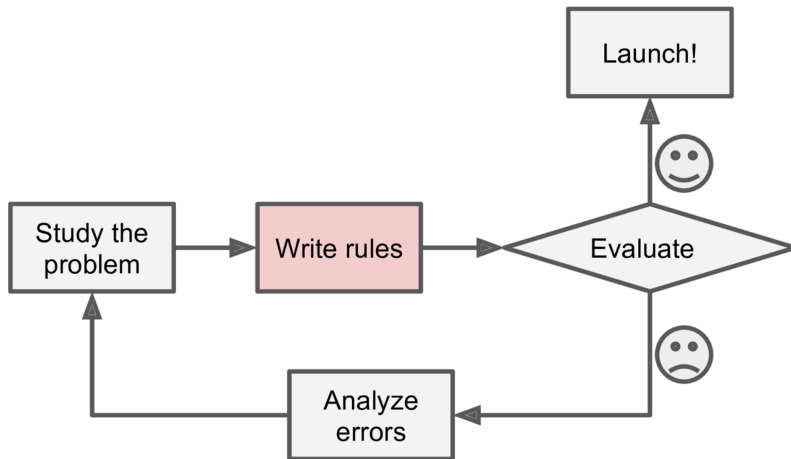 Launch!
Study the
problem
Write rules
Evaluate
Analyze
errors